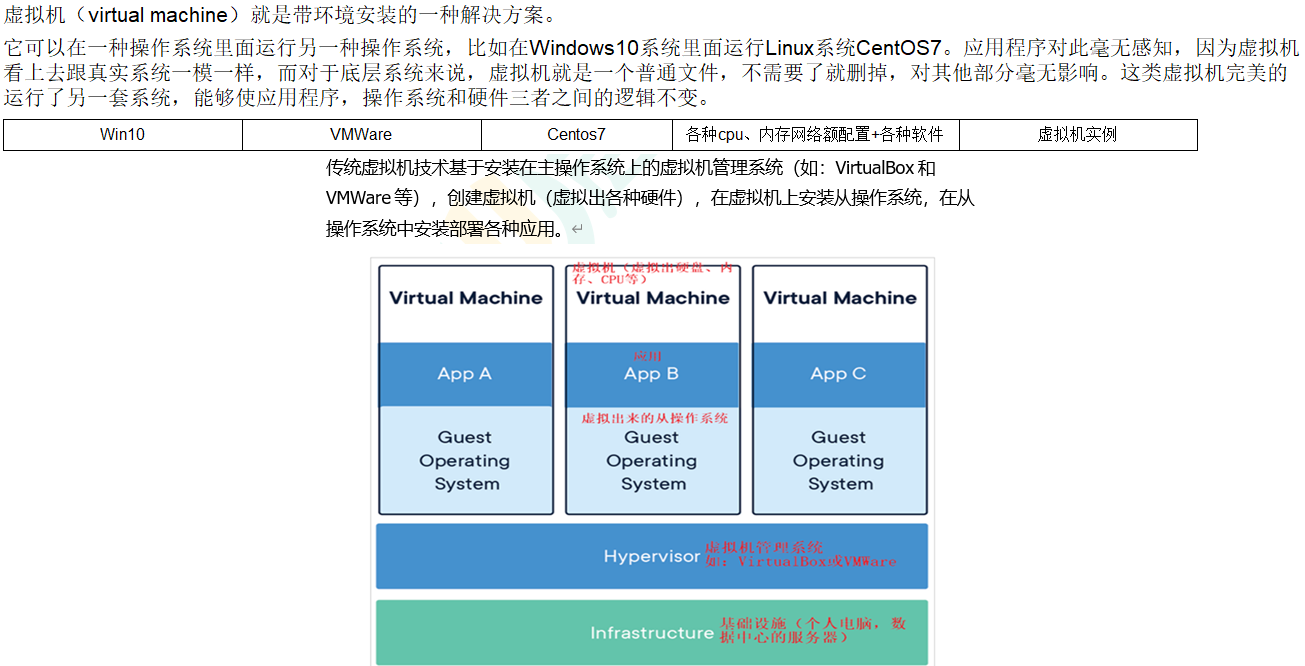 虚拟机（virtual machine）就是带环境安装的一种解决方案。
它可以在一种操作系统里面运行另一种操作系统，比如在Windows10系统里面运行Linux系统CentOS7。应用程序对此毫无感知，因为虚拟机
看上去跟真实系统一模一样，而对于底层系统来说，虚拟机就是一个普通文件，不需要了就删掉，对其他部分毫无影响。这类虚拟机完美的
运行了另一套系统，能够使应用程序，操作系统和硬件三者之间的逻辑不变。
Win10 VMWare Centos7 各种cpu、内存网络额配置+各种软件 虚拟机实例
传统虚拟机技术基于安装在主操作系统上的虚拟机管理系统（如：VirtualBox 和
VMWare 等），创建虚拟机（虚拟出各种硬件），在虚拟机上安装从操作系统，在从
操作系统中安装部署各种应用。
虚拟机（虚拟出硬盘、内
存、CPU等）
Virtual Machine Virtual Machine Virtual Machine
应用
App A App B App C
虚拟出来的从操作系统
Guest Guest Guest
Operating Operating Operating
System System System
Hypervisor 虚拟机管理系统
如：VirtualBox或VMWare
Infrastructure 基础设施（个人电脑，数
据中心的服务器）